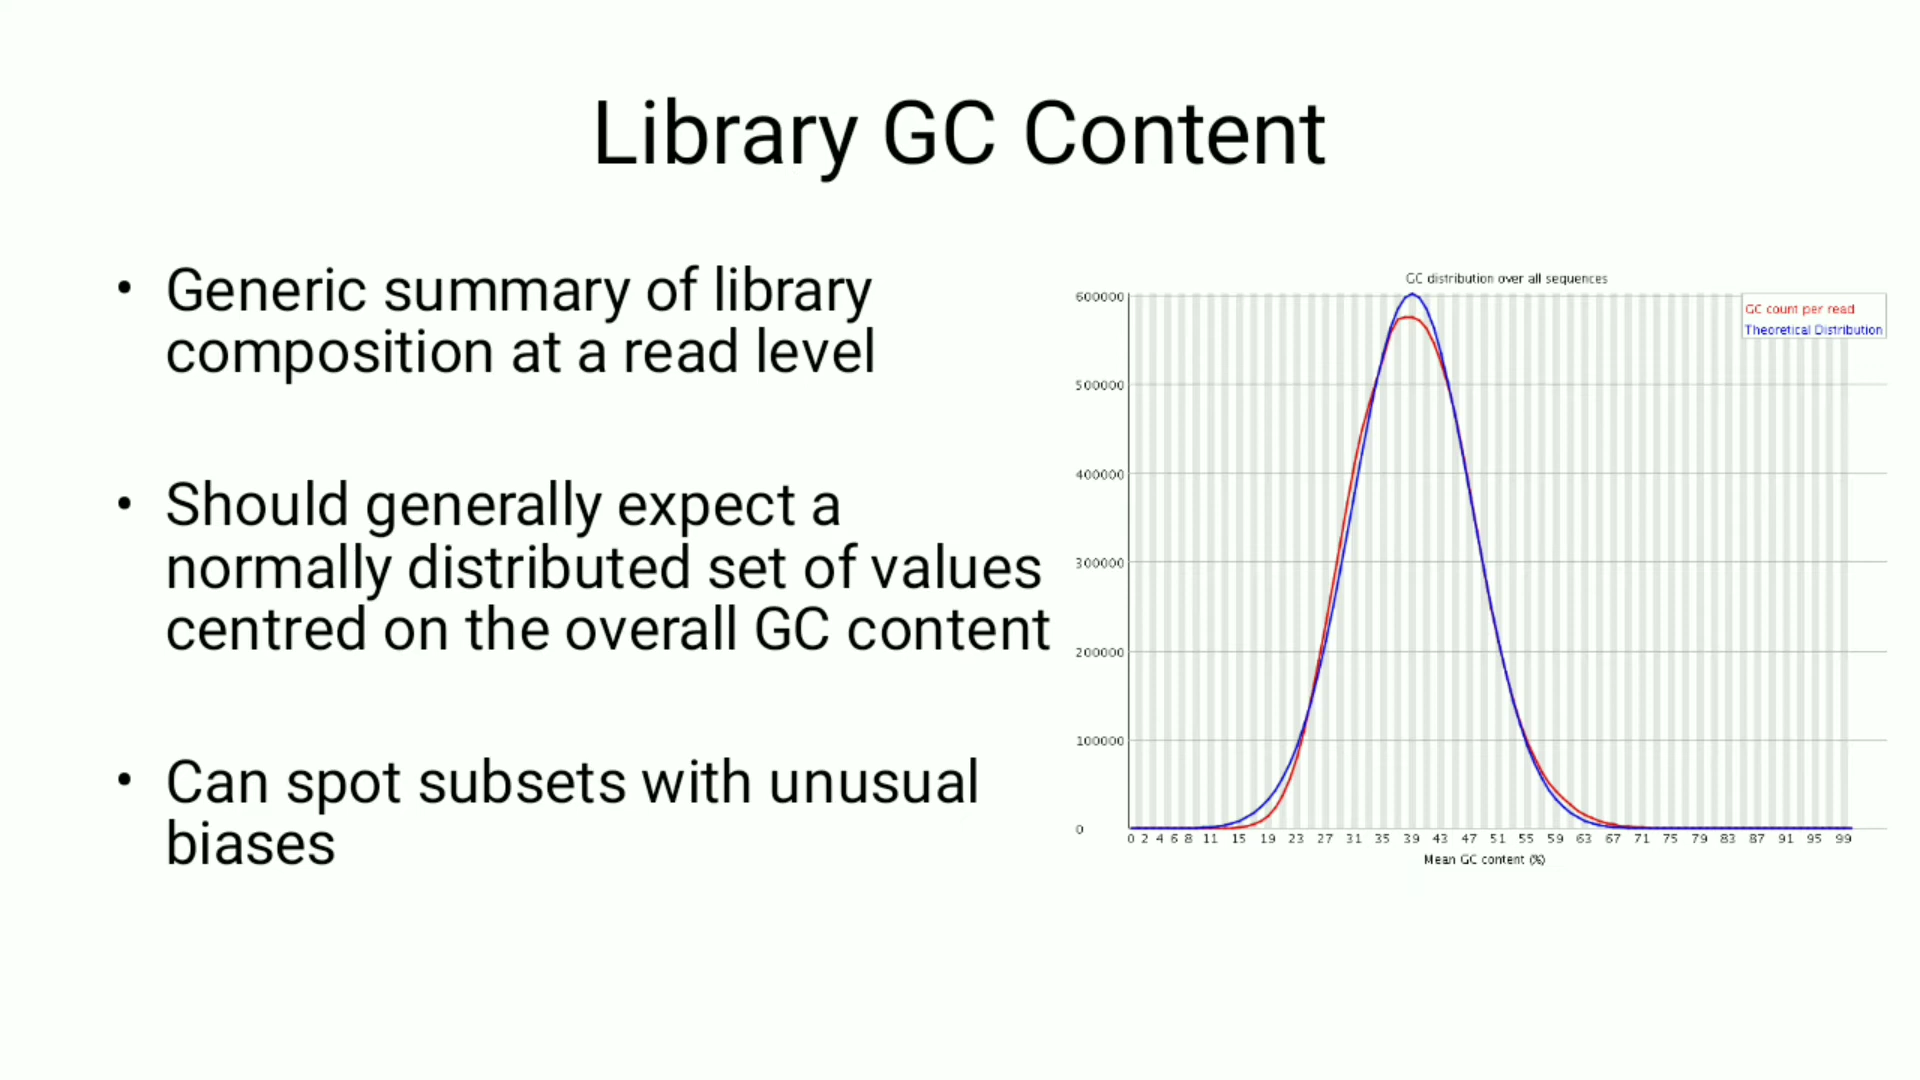 Library GC Content
• Generic summary of library
composition at a read level
• Should generally expect a
normally distributed set of values
centred on the overall GC content
• Can spot subsets with unusual
biases
GC distribution over all sequences
GC count per read
Theoretical Distribution
600000
500000
400000
300000
200000
100000
0
0 2 4 6 8 11 15 19 23 27 31 35 39 43 47 51 55 59 63 67 71 75 79 83 87 91 95 99
Mean GC content (%)